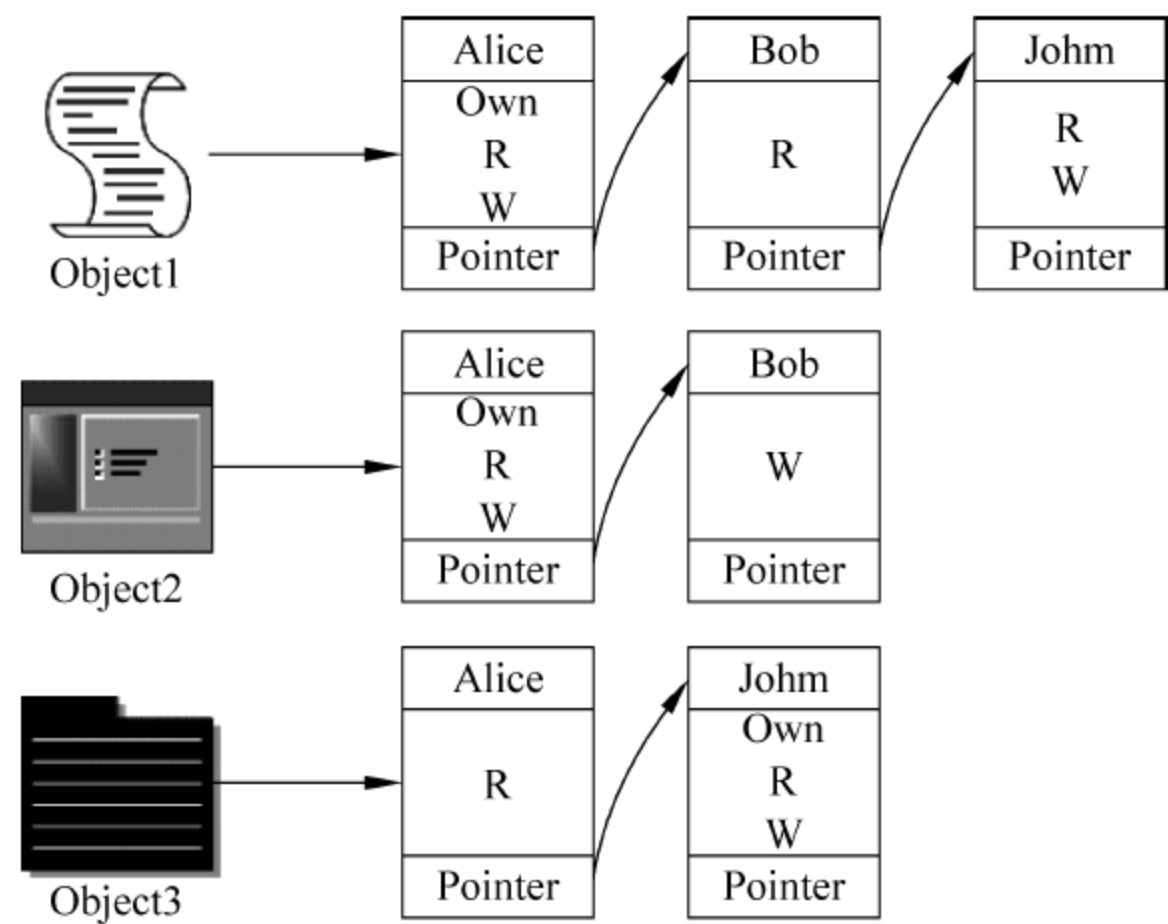 Alice
Own
R
W
Pointer
Bob
R
Pointer
Johm
R
W
Pointer
Object1
Alice
Own
R
W
Pointer
Bob
W
Pointer
Object2
Alice
R
Pointer
Johm
Own
R
W
Pointer
Object3